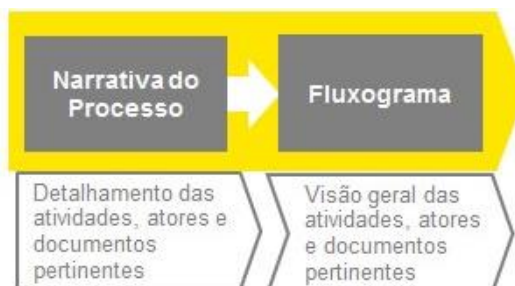 Narrativa do
Processo
Fluxograma
Detalhamento das
atividades, atores e
documentos
pertinentes
Visão geral das
atividades, atores
e documentos
pertinentes